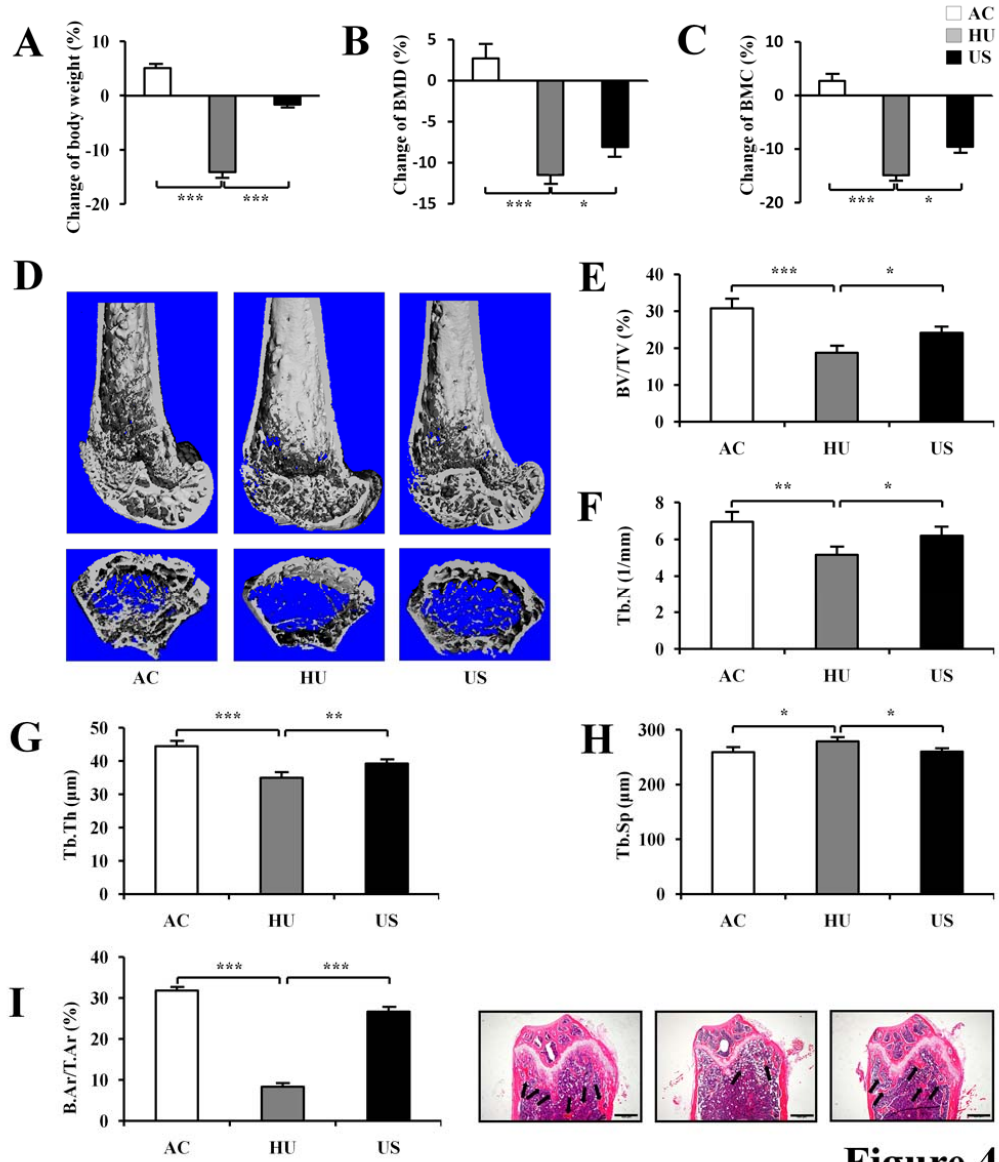 AC
HU
US
A
Change of body weight (%)
10
0
-10
-20
*** ***
B
Change of BMD (%)
5
0
-5
-10
-15
*** *
C
Change of BMC (%)
10
0
-10
-20
*** *
D
AC HU US
E
BV/TV (%)
40
30
20
10
0
*** *
AC HU US
F
Tb.N (1/mm)
8
6
4
2
0
** *
AC HU US
G
Tb.Th (μm)
50
40
30
20
10
0
*** **
AC HU US
H
Tb.Sp (μm)
300
200
100
0
* *
AC HU US
I
B.Ar/T.Ar (%)
40
30
20
10
0
*** ***
AC HU US
Figure 4